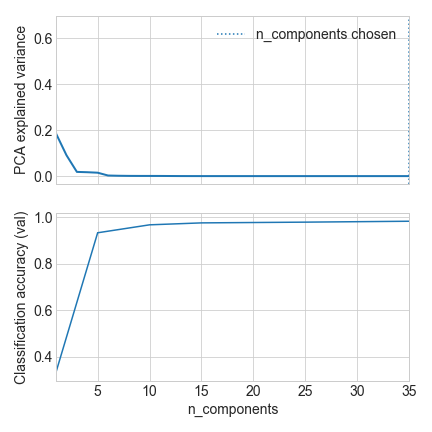 PCA explained variance
0.6
0.4
0.2
0.0
n_components chosen
Classification accuracy (val)
1.0
0.8
0.6
0.4
5 10 15 20 25 30 35
n_components